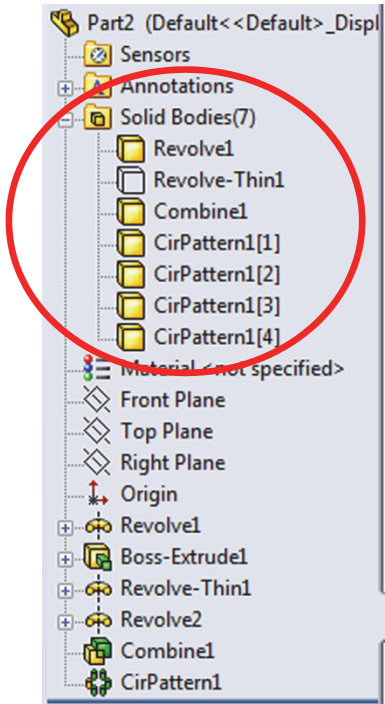 Part2 (Default<<Default>_Displ
Sensors
Annotations
Solid Bodies(7)
Revolve1
Revolve-Thin1
Combine1
CirPattern1[1]
CirPattern1[2]
CirPattern1[3]
CirPattern1[4]
Material <not specified>
Front Plane
Top Plane
Right Plane
Origin
Revolve1
Boss-Extrude1
Revolve-Thin1
Revolve2
Combine1
CirPattern1